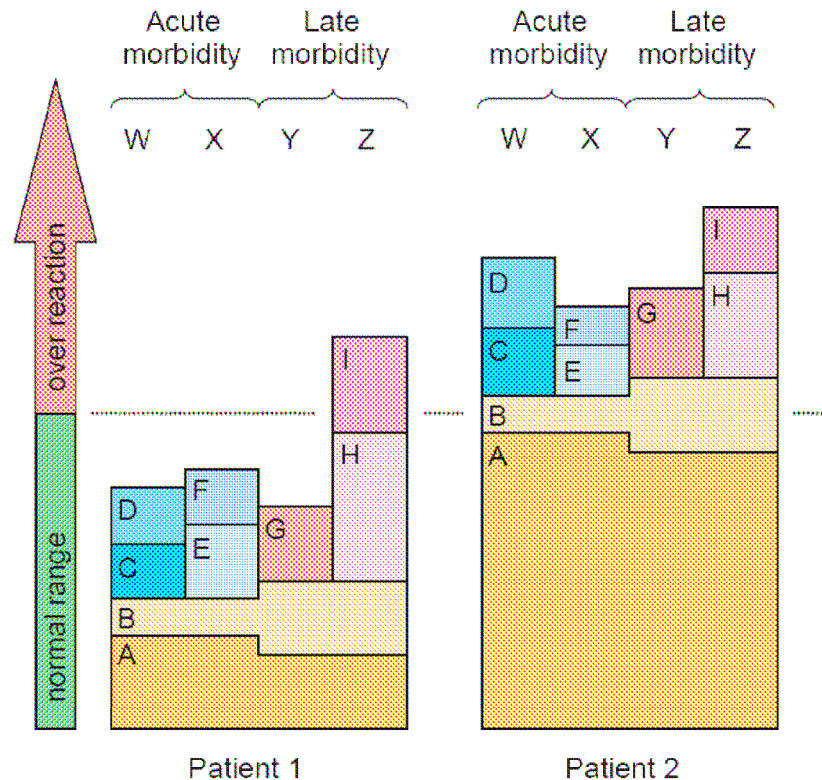 Acute morbidity
Late morbidity
Acute morbidity
Late morbidity
W X Y Z
W X Y Z
over reaction
normal range
D
C
F
E
B
A
G
I
H
D
C
F
E
B
A
G
I
H
Patient 1
Patient 2